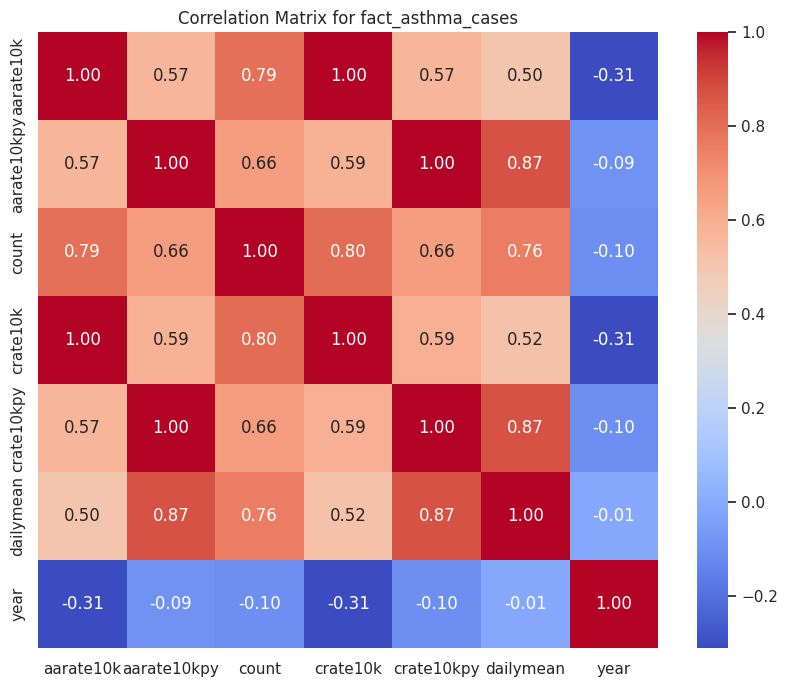 Correlation Matrix for fact_asthma_cases
aarate10k 1.00 0.57 0.79 1.00 0.57 0.50 -0.31
aarate10kpy 0.57 1.00 0.66 0.59 1.00 0.87 -0.09
count 0.79 0.66 1.00 0.80 0.66 0.76 -0.10
crate10k 1.00 0.59 0.80 1.00 0.59 0.52 -0.31
crate10kpy 0.57 1.00 0.66 0.59 1.00 0.87 -0.10
dailymean 0.50 0.87 0.76 0.52 0.87 1.00 -0.01
year -0.31 -0.09 -0.10 -0.31 -0.10 -0.01 1.00
aarate10k aarate10kpy count crate10k crate10kpy dailymean year
1.0
0.8
0.6
0.4
0.2
0.0
−0.2